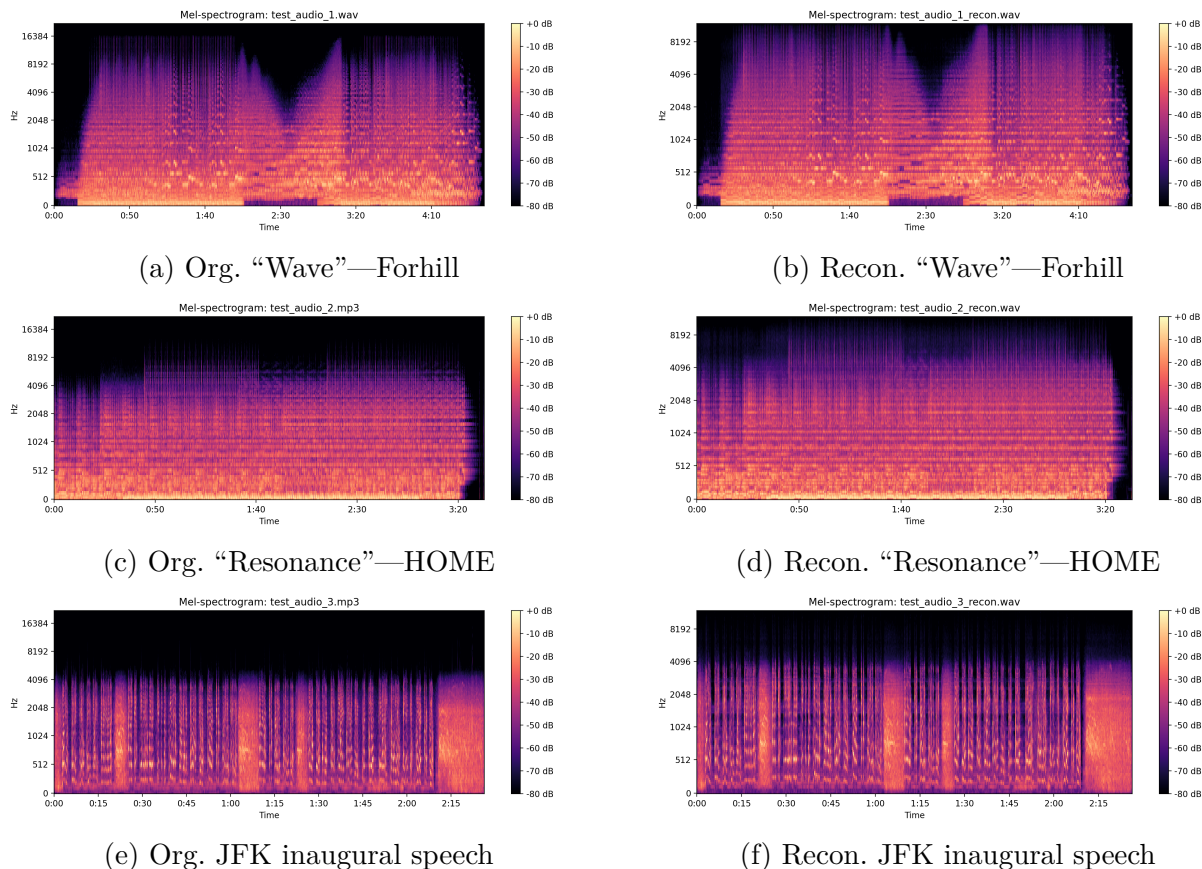 Mel-spectrogram: test_audio_1.wav
Hz
16384
8192
4096
2048
1024
512
0
0:00 0:50 1:40 2:30 3:20 4:10
Time
+0 dB
-10 dB
-20 dB
-30 dB
-40 dB
-50 dB
-60 dB
-70 dB
-80 dB
(a) Org. “Wave”—Forhill
Mel-spectrogram: test_audio_1_recon.wav
Hz
8192
4096
2048
1024
512
0
0:00 0:50 1:40 2:30 3:20 4:10
Time
+0 dB
-10 dB
-20 dB
-30 dB
-40 dB
-50 dB
-60 dB
-70 dB
-80 dB
(b) Recon. “Wave”—Forhill
Mel-spectrogram: test_audio_2.mp3
Hz
16384
8192
4096
2048
1024
512
0
0:00 0:50 1:40 2:30 3:20
Time
+0 dB
-10 dB
-20 dB
-30 dB
-40 dB
-50 dB
-60 dB
-70 dB
-80 dB
(c) Org. “Resonance”—HOME
Mel-spectrogram: test_audio_2_recon.wav
Hz
8192
4096
2048
1024
512
0
0:00 0:50 1:40 2:30 3:20
Time
+0 dB
-10 dB
-20 dB
-30 dB
-40 dB
-50 dB
-60 dB
-70 dB
-80 dB
(d) Recon. “Resonance”—HOME
Mel-spectrogram: test_audio_3.mp3
Hz
16384
8192
4096
2048
1024
512
0
0:00 0:15 0:30 0:45 1:00 1:15 1:30 1:45 2:00 2:15
Time
+0 dB
-10 dB
-20 dB
-30 dB
-40 dB
-50 dB
-60 dB
-70 dB
-80 dB
(e) Org. JFK inaugural speech
Mel-spectrogram: test_audio_3_recon.wav
Hz
8192
4096
2048
1024
512
0
0:00 0:15 0:30 0:45 1:00 1:15 1:30 1:45 2:00 2:15
Time
+0 dB
-10 dB
-20 dB
-30 dB
-40 dB
-50 dB
-60 dB
-70 dB
-80 dB
(f) Recon. JFK inaugural speech